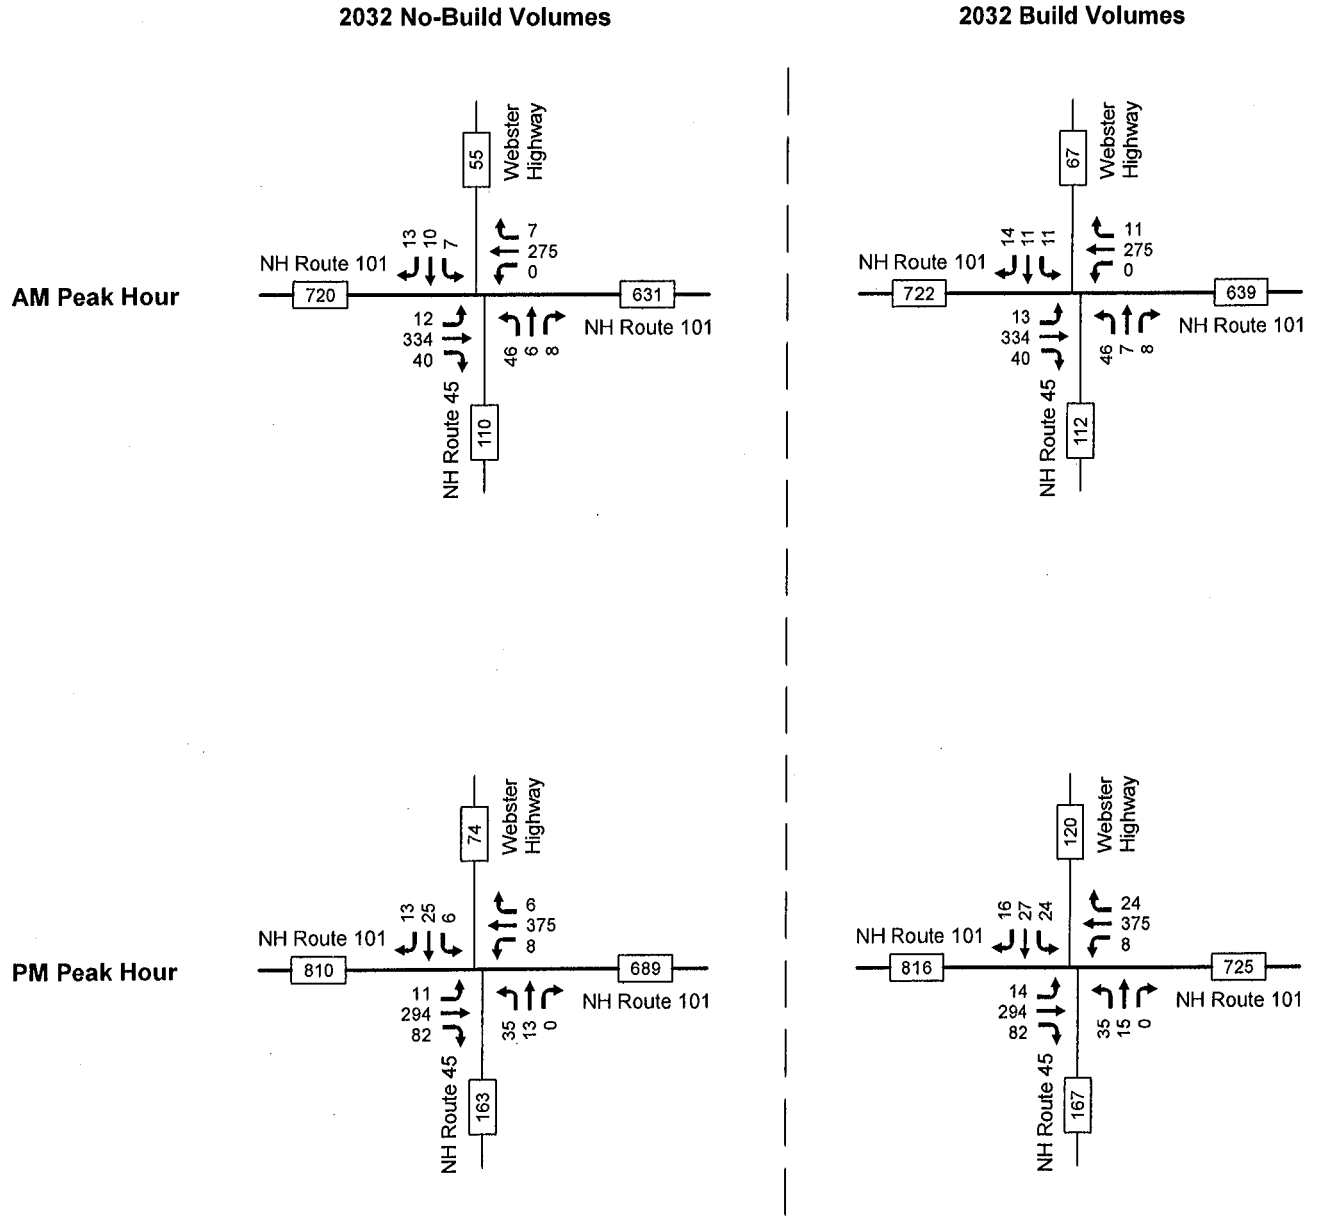 2032 No-Build Volumes
2032 Build Volumes
AM Peak Hour
55
Webster
Highway
13
10
7
7
275
0
NH Route 101
720
631
NH Route 101
12
334
40
46
6
8
NH Route 45
110
67
Webster
Highway
14
11
11
11
275
0
NH Route 101
722
639
NH Route 101
13
334
40
46
7
8
NH Route 45
112
PM Peak Hour
74
Webster
Highway
13
25
6
6
375
8
NH Route 101
810
689
NH Route 101
11
294
82
35
13
0
NH Route 45
163
120
Webster
Highway
16
27
24
24
375
8
NH Route 101
816
725
NH Route 101
14
294
82
35
15
0
NH Route 45
167